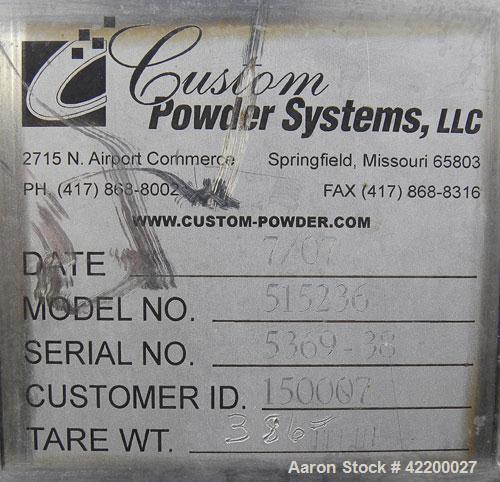 Custom
Powder Systems, LLC
2715 N. Airport Commerce Springfield, Missouri 65803
PH. (417) 868-8002 FAX (417) 868-8316
WWW.CUSTOM-POWDER.COM
DATE 7/07
MODEL NO. 515236
SERIAL NO. 5369-38
CUSTOMER ID. 150007
TARE WT. 386
Aaron Stock # 42200027